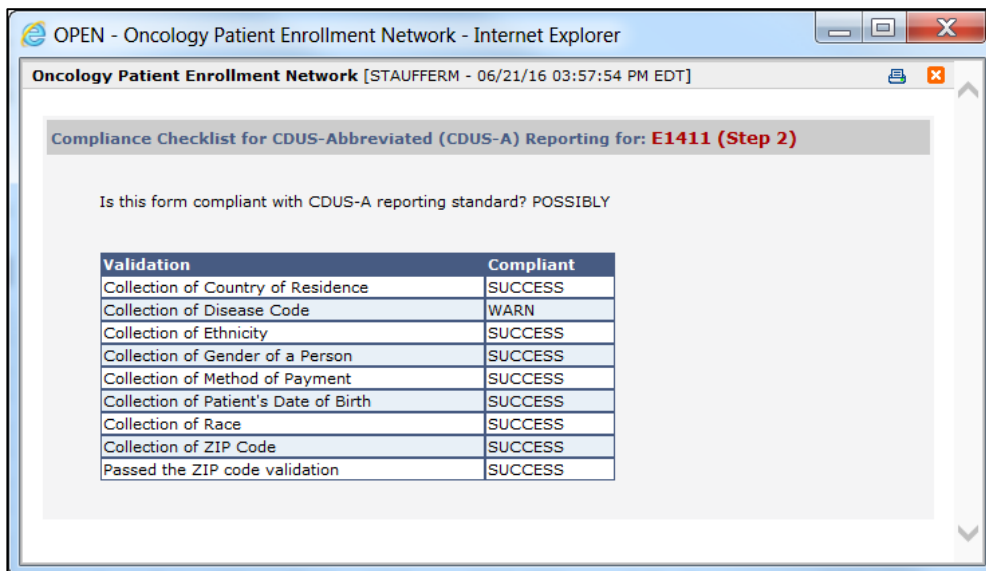 OPEN - Oncology Patient Enrollment Network - Internet Explorer
Oncology Patient Enrollment Network [STAUFFERM - 06/21/16 03:57:54 PM EDT]
Compliance Checklist for CDUS-Abbreviated (CDUS-A) Reporting for: E1411 (Step 2)
Is this form compliant with CDUS-A reporting standard? POSSIBLY
Validation Compliant
Collection of Country of Residence SUCCESS
Collection of Disease Code WARN
Collection of Ethnicity SUCCESS
Collection of Gender of a Person SUCCESS
Collection of Method of Payment SUCCESS
Collection of Patient's Date of Birth SUCCESS
Collection of Race SUCCESS
Collection of ZIP Code SUCCESS
Passed the ZIP code validation SUCCESS